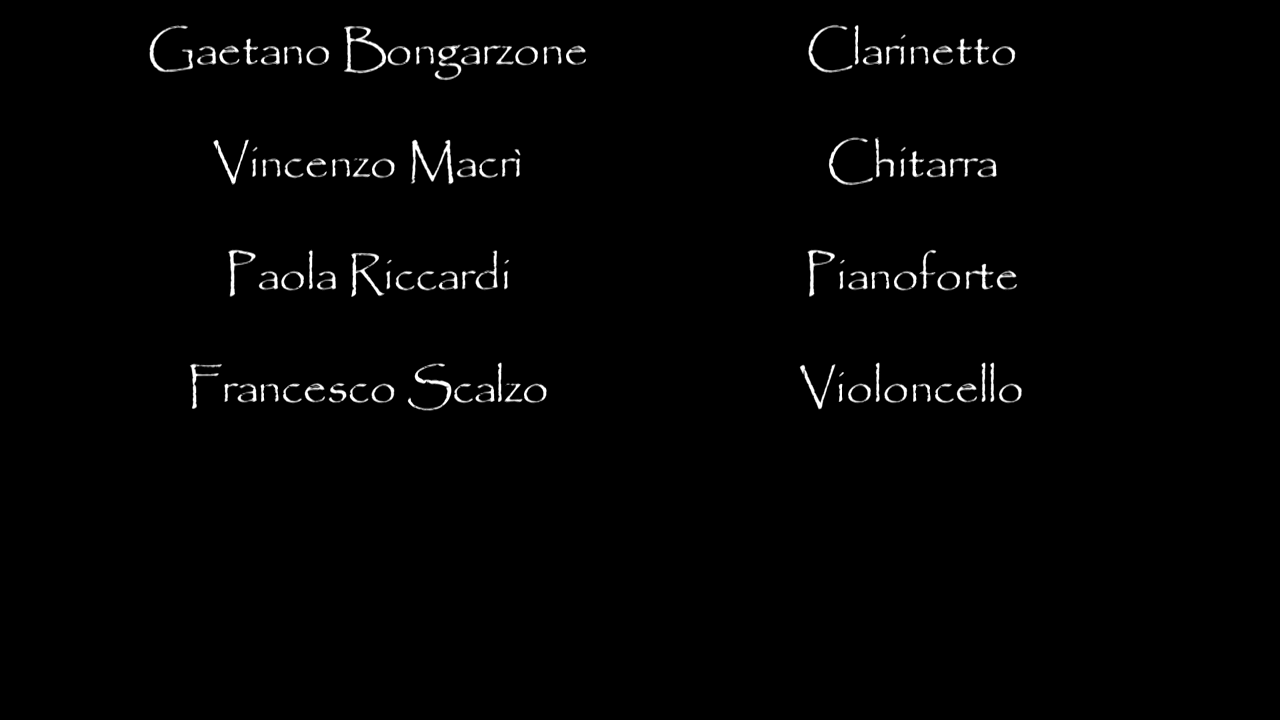 Gaetano Bongarzone Clarinetto
Vincenzo Macrì Chitarra
Paola Riccardi Pianoforte
Francesco Scalzo Violoncello